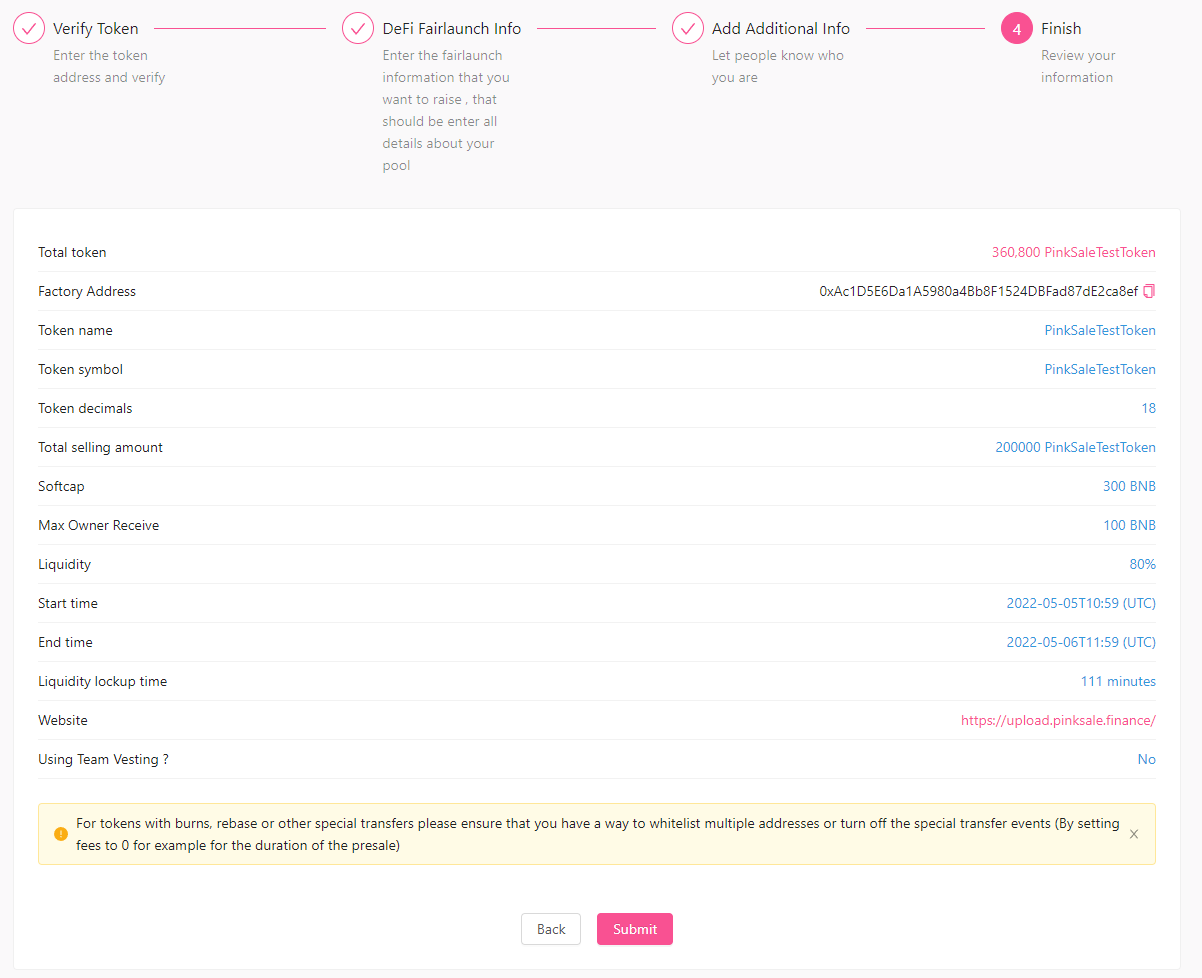 Verify Token
Enter the token
address and verify
DeFi Fairlaunch Info
Enter the fairlaunch
information that you
want to raise , that
should be enter all
details about your
pool
Add Additional Info
Let people know who
you are
4
Finish
Review your
information
Total token 360,800 PinkSaleTestToken
Factory Address 0xAc1D5E6Da1A5980a4Bb8F1524DBFad87dE2ca8ef
Token name PinkSaleTestToken
Token symbol PinkSaleTestToken
Token decimals 18
Total selling amount 200000 PinkSaleTestToken
Softcap 300 BNB
Max Owner Receive 100 BNB
Liquidity 80%
Start time 2022-05-05T10:59 (UTC)
End time 2022-05-06T11:59 (UTC)
Liquidity lockup time 111 minutes
Website https://upload.pinksale.finance/
Using Team Vesting ? No
For tokens with burns, rebase or other special transfers please ensure that you have a way to whitelist multiple addresses or turn off the special transfer events (By setting
fees to 0 for example for the duration of the presale)
Back Submit